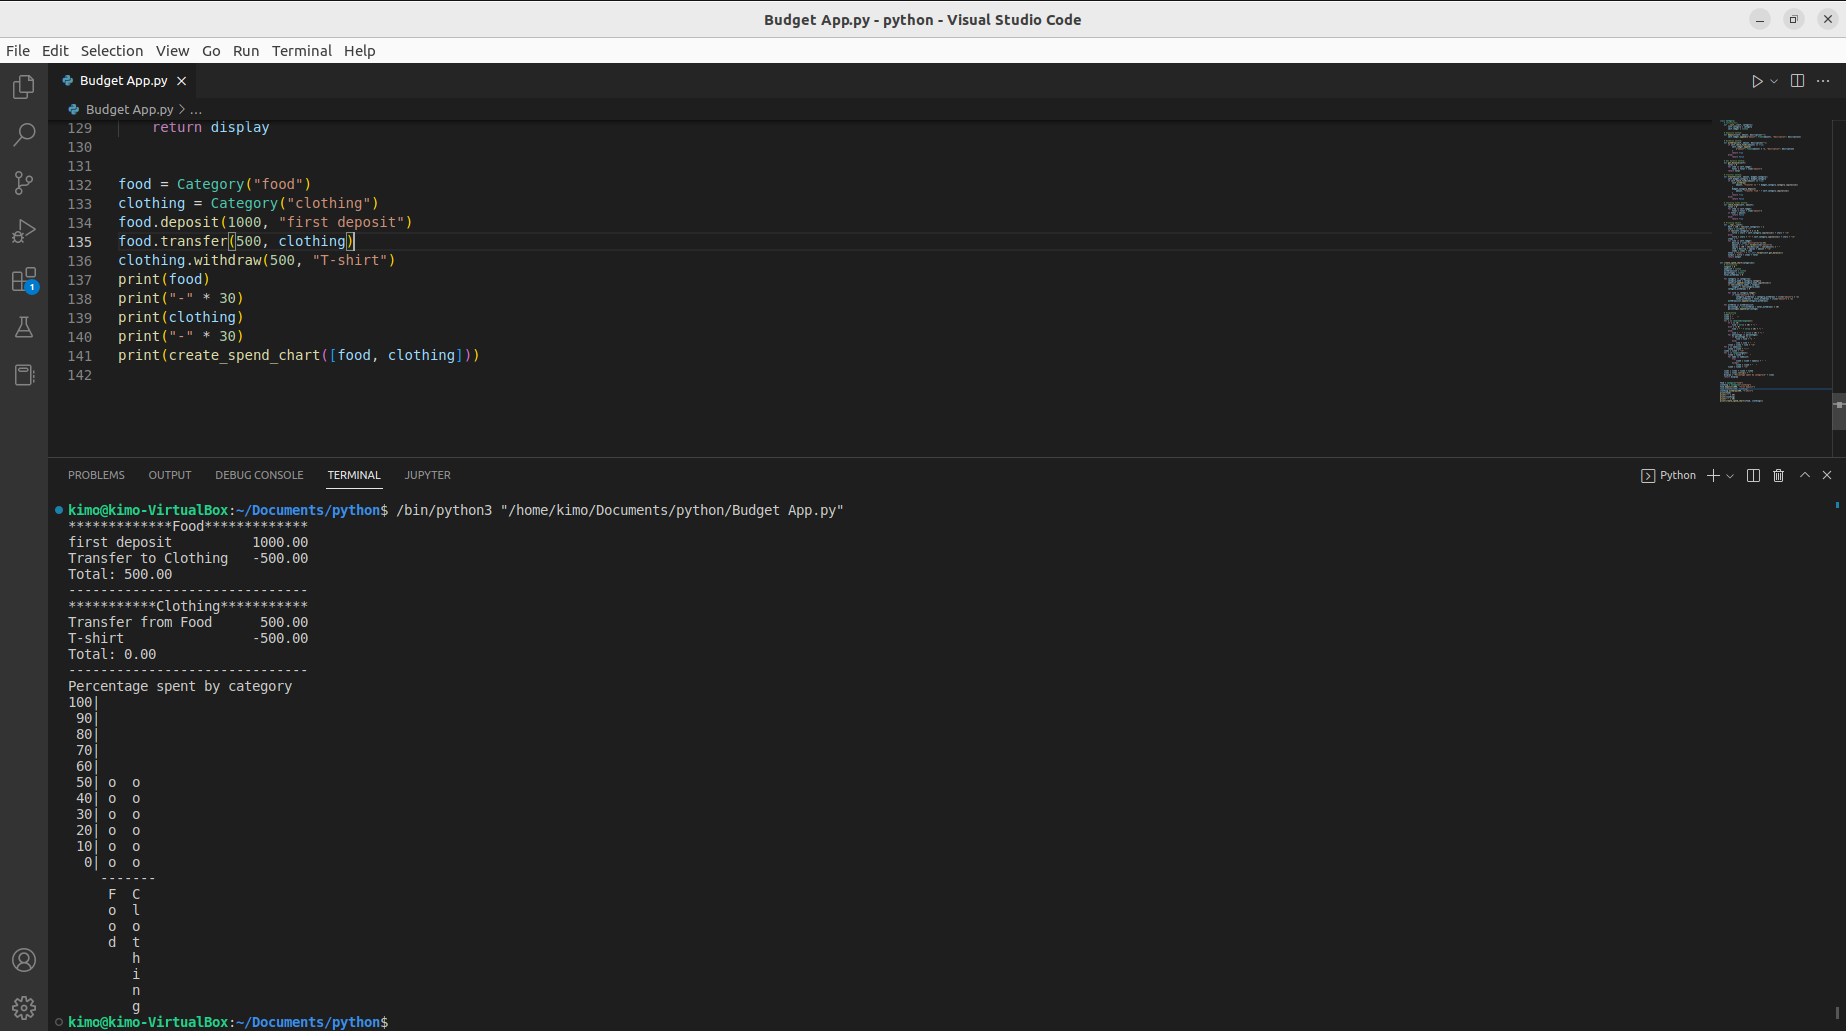 Budget App.py - python - Visual Studio Code
File Edit Selection View Go Run Terminal Help
Budget App.py
Budget App.py > ...
129     return display
130
131
132 food = Category("food")
133 clothing = Category("clothing")
134 food.deposit(1000, "first deposit")
135 food.transfer(500, clothing)
136 clothing.withdraw(500, "T-shirt")
137 print(food)
138 print("-" * 30)
139 print(clothing)
140 print("-" * 30)
141 print(create_spend_chart([food, clothing]))
142
1
PROBLEMS OUTPUT DEBUG CONSOLE TERMINAL JUPYTER
Python
kimo@kimo-VirtualBox:~/Documents/python$ /bin/python3 "/home/kimo/Documents/python/Budget App.py"
*************Food*************
first deposit          1000.00
Transfer to Clothing   -500.00
Total: 500.00
------------------------------
***********Clothing***********
Transfer from Food      500.00
T-shirt                -500.00
Total: 0.00
------------------------------
Percentage spent by category
100|
 90|
 80|
 70|
 60|
 50| o  o
 40| o  o
 30| o  o
 20| o  o
 10| o  o
  0| o  o
    -------
     F  C
     o  l
     o  o
     d  t
        h
        i
        n
        g
kimo@kimo-VirtualBox:~/Documents/python$